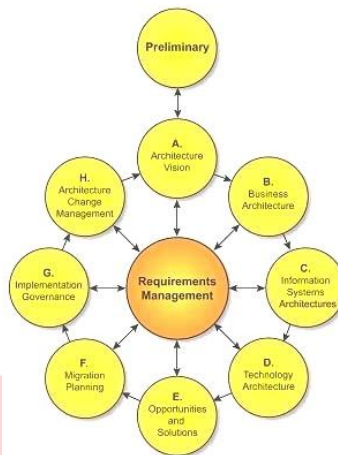 Preliminary
A.
Architecture
Vision
B.
Business
Architecture
C.
Information
Systems
Architectures
D.
Technology
Architecture
E.
Opportunities
and
Solutions
F.
Migration
Planning
G.
Implementation
Governance
H.
Architecture
Change
Management
Requirements
Management